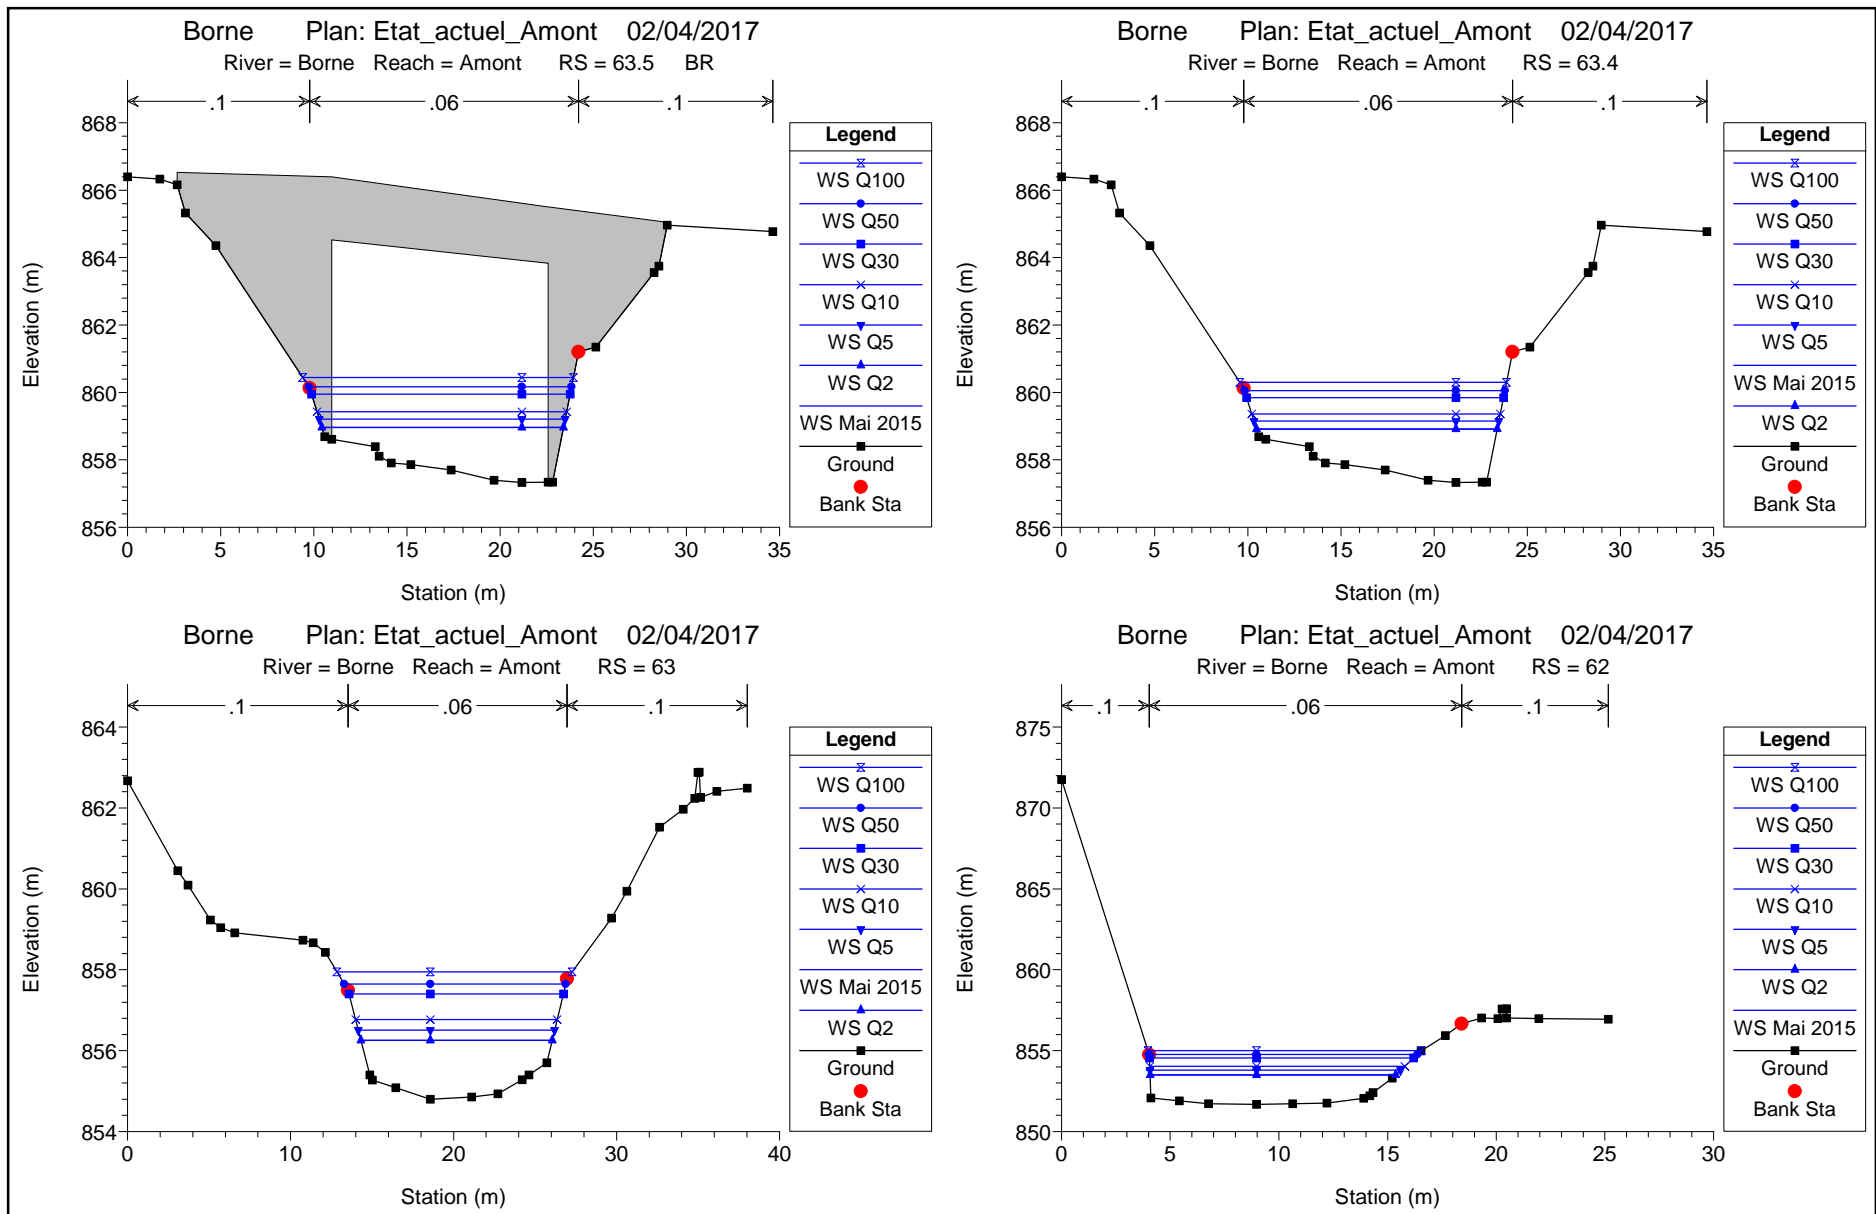 Borne Plan: Etat_actuel_Amont 02/04/2017
River = Borne Reach = Amont RS = 63.5 BR
.1 .06 .1
868
866
864
862
860
858
856
0 5 10 15 20 25 30 35
Station (m)
Elevation (m)
Legend
WS Q100
WS Q50
WS Q30
WS Q10
WS Q5
WS Q2
WS Mai 2015
Ground
Bank Sta
Borne Plan: Etat_actuel_Amont 02/04/2017
River = Borne Reach = Amont RS = 63.4
.1 .06 .1
868
866
864
862
860
858
856
0 5 10 15 20 25 30 35
Station (m)
Elevation (m)
Legend
WS Q100
WS Q50
WS Q30
WS Q10
WS Q5
WS Mai 2015
WS Q2
Ground
Bank Sta
Borne Plan: Etat_actuel_Amont 02/04/2017
River = Borne Reach = Amont RS = 63
.1 .06 .1
864
862
860
858
856
854
0 10 20 30 40
Station (m)
Elevation (m)
Legend
WS Q100
WS Q50
WS Q30
WS Q10
WS Q5
WS Mai 2015
WS Q2
Ground
Bank Sta
Borne Plan: Etat_actuel_Amont 02/04/2017
River = Borne Reach = Amont RS = 62
.1 .06 .1
875
870
865
860
855
850
0 5 10 15 20 25 30
Station (m)
Elevation (m)
Legend
WS Q100
WS Q50
WS Q30
WS Q10
WS Q5
WS Q2
WS Mai 2015
Ground
Bank Sta